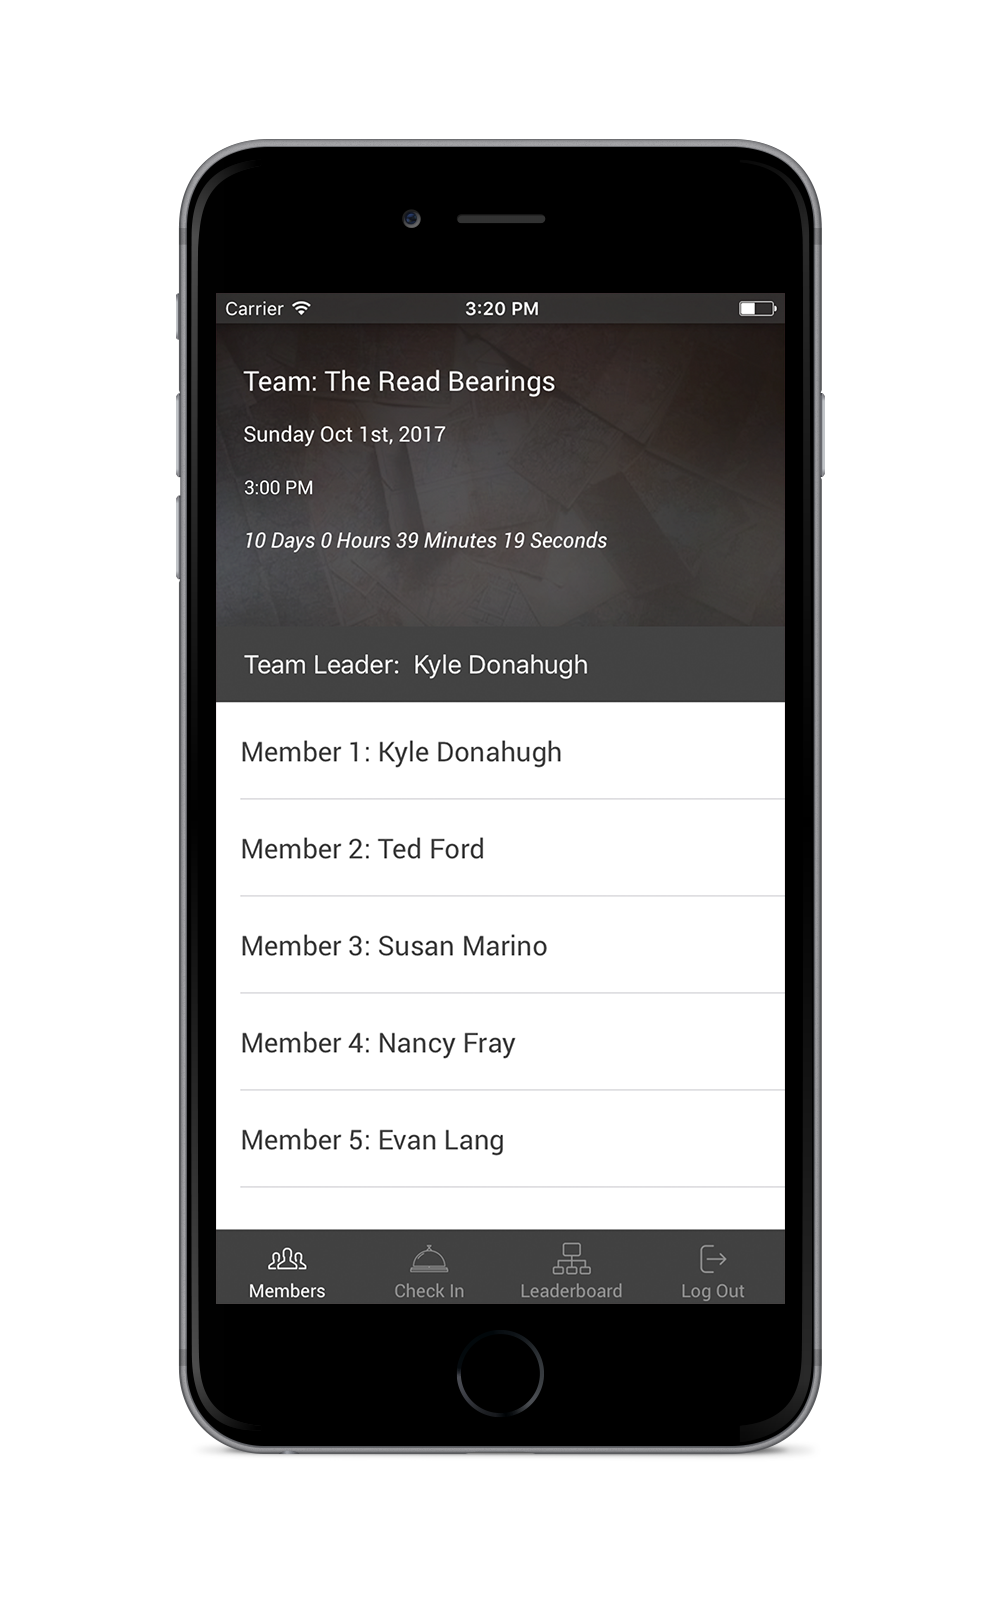 Carrier 3:20 PM
Team: The Read Bearings
Sunday Oct 1st, 2017
3:00 PM
10 Days 0 Hours 39 Minutes 19 Seconds
Team Leader: Kyle Donahugh
Member 1: Kyle Donahugh
Member 2: Ted Ford
Member 3: Susan Marino
Member 4: Nancy Fray
Member 5: Evan Lang
Members Check In Leaderboard Log Out